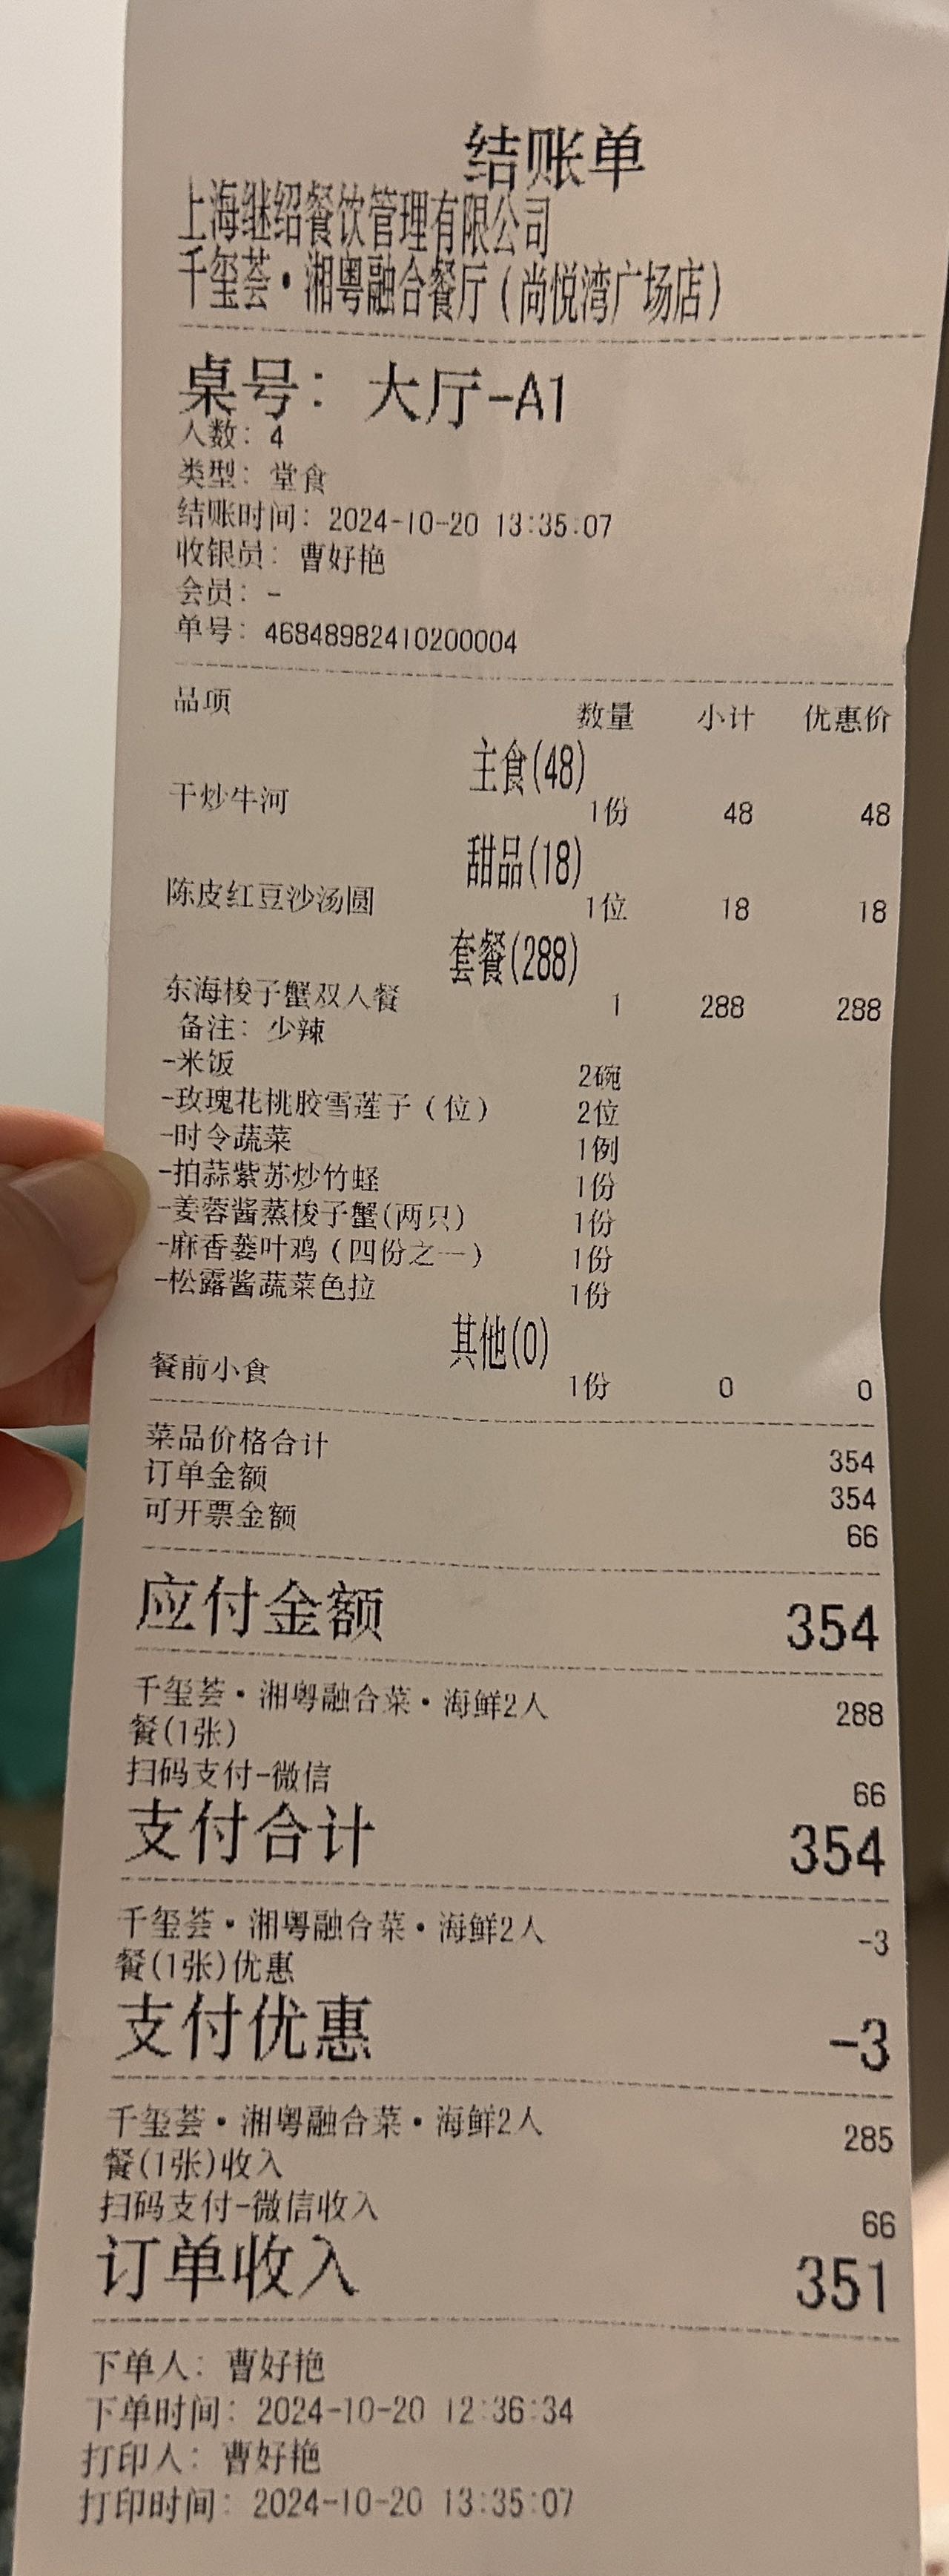 结账单
上海继绍餐饮管理有限公司
千玺荟·湘粤融合餐厅(尚悦湾广场店)
桌号: 大厅-A1
人数: 4
类型: 堂食
结账时间: 2024-10-20 13:35:07
收银员: 曹好艳
会员: -
单号: 46848982410200004
品项 数量 小计 优惠价
主食(48)
干炒牛河 1份 48 48
甜品(18)
陈皮红豆沙汤圆 1位 18 18
套餐(288)
东海梭子蟹双人餐 1 288 288
备注: 少辣
-米饭 2碗
-玫瑰花桃胶雪莲子(位) 2位
-时令蔬菜 1例
-拍蒜紫苏炒竹蛏 1份
-姜蓉酱蒸梭子蟹(两只) 1份
-麻香蒌叶鸡(四份之一) 1份
-松露酱蔬菜色拉 1份
其他(0)
餐前小食 1份 0 0
菜品价格合计 354
订单金额 354
可开票金额 66
应付金额 354
千玺荟·湘粤融合菜·海鲜2人 288
餐(1张)
扫码支付-微信 66
支付合计 354
千玺荟·湘粤融合菜·海鲜2人 -3
餐(1张)优惠
支付优惠 -3
千玺荟·湘粤融合菜·海鲜2人 285
餐(1张)收入
扫码支付-微信收入 66
订单收入 351
下单人: 曹好艳
下单时间: 2024-10-20 12:36:34
打印人: 曹好艳
打印时间: 2024-10-20 13:35:07